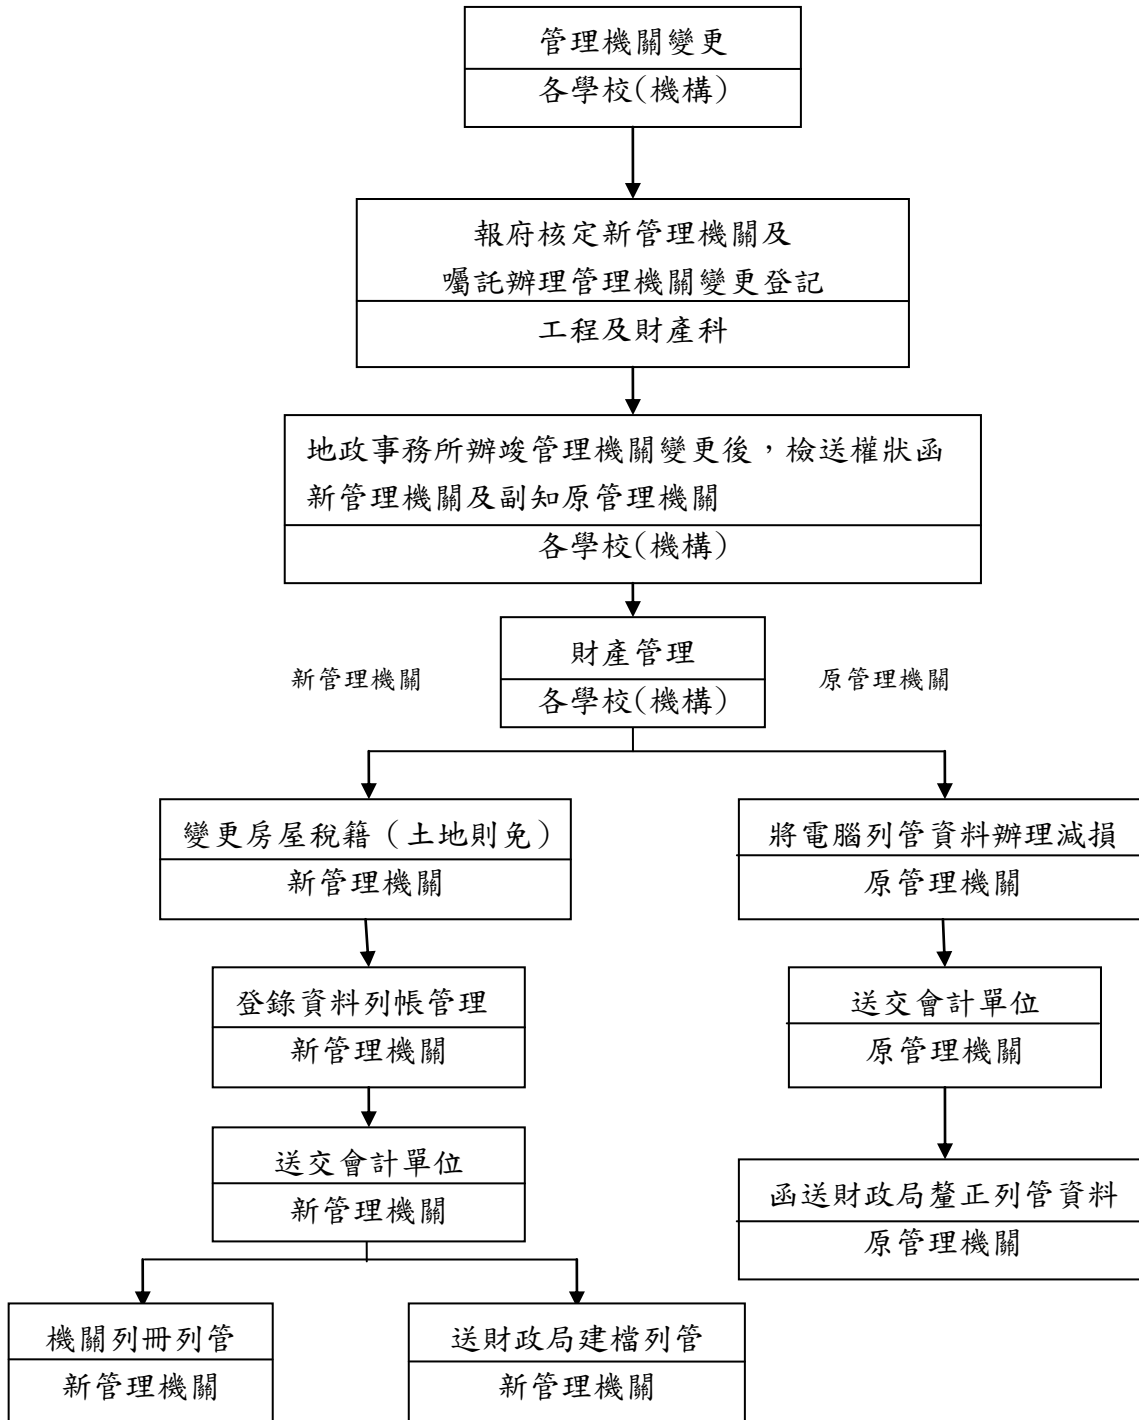 管理機關變更
各學校(機構)
報府核定新管理機關及
囑託辦理管理機關變更登記
工程及財產科
地政事務所辦竣管理機關變更後，檢送權狀函
新管理機關及副知原管理機關
各學校(機構)
財產管理
各學校(機構)
新管理機關
原管理機關
變更房屋稅籍（土地則免）
新管理機關
將電腦列管資料辦理減損
原管理機關
登錄資料列帳管理
新管理機關
送交會計單位
原管理機關
送交會計單位
新管理機關
函送財政局釐正列管資料
原管理機關
機關列冊列管
新管理機關
送財政局建檔列管
新管理機關